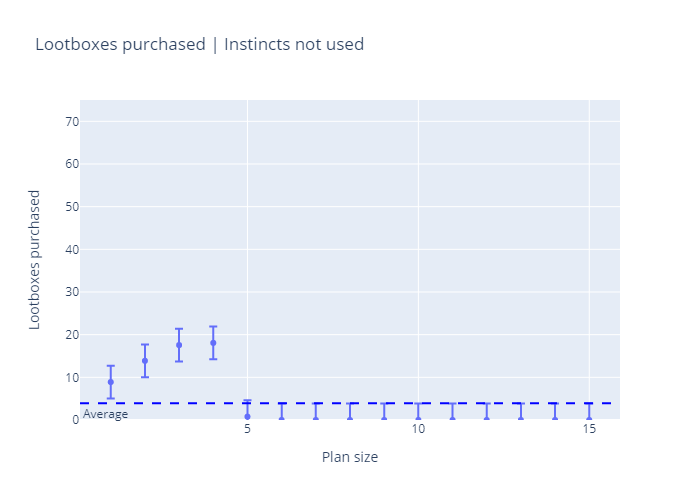 Lootboxes purchased | Instincts not used
Lootboxes purchased
70
60
50
40
30
20
10
0
Average
5
10
15
Plan size